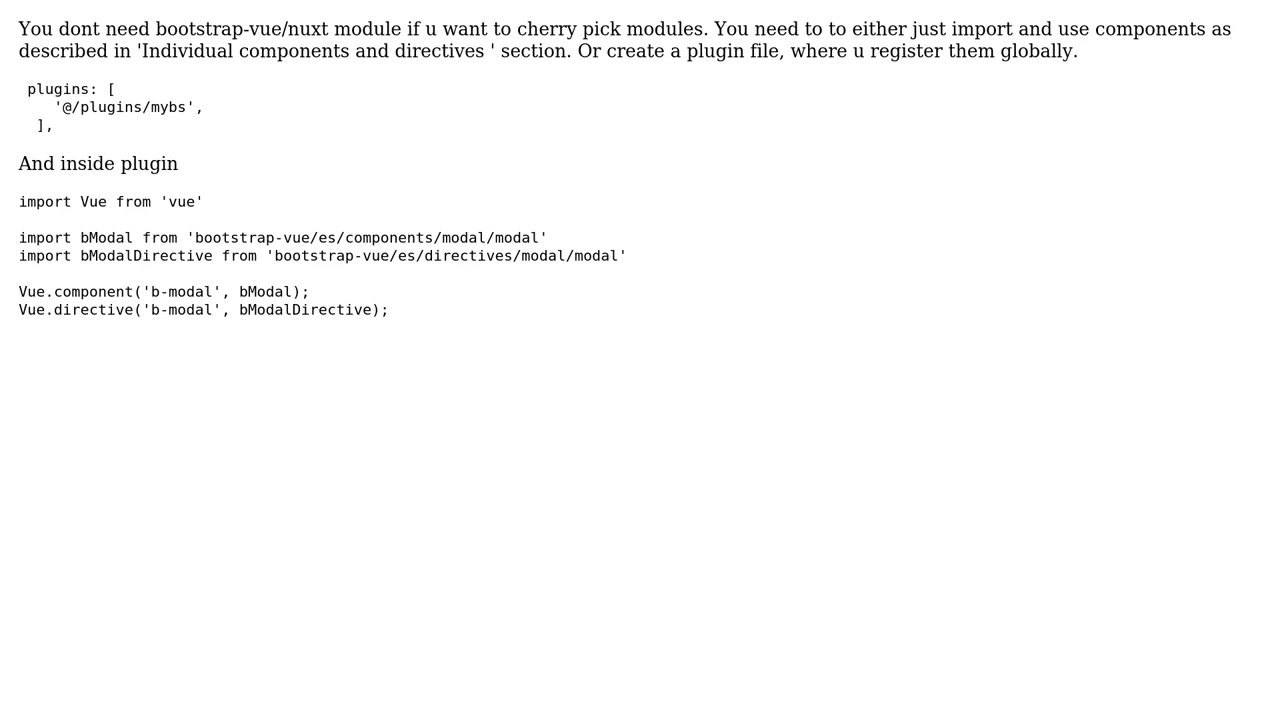 You dont need bootstrap-vue/nuxt module if u want to cherry pick modules. You need to to either just import and use components as
described in 'Individual components and directives ' section. Or create a plugin file, where u register them globally.
plugins: [
'@/plugins/mybs',
],
And inside plugin
import Vue from 'vue'
import bModal from 'bootstrap-vue/es/components/modal/modal'
import bModalDirective from 'bootstrap-vue/es/directives/modal/modal'
Vue.component('b-modal', bModal);
Vue.directive('b-modal', bModalDirective);